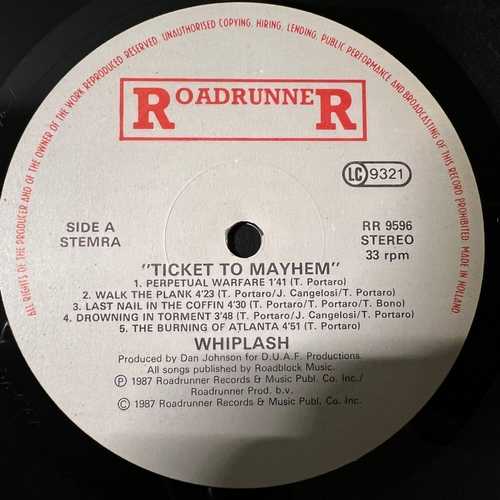 ALL RIGHTS OF THE PRODUCER AND OF THE OWNER OF THE WORK REPRODUCED RESERVED. UNAUTHORISED COPYING, HIRING, LENDING, PUBLIC PERFORMANCE AND BROADCASTING OF THIS RECORD PROHIBITED. MADE IN HOLLAND
ROADRUNNER
LC 9321
SIDE A
STEMRA
RR 9596
STEREO
33 rpm
"TICKET TO MAYHEM"
1. PERPETUAL WARFARE 1'41 (T. Portaro)
2. WALK THE PLANK 4'23 (T. Portaro/J. Cangelosi/T. Portaro)
3. LAST NAIL IN THE COFFIN 4'30 (T. Portaro/T. Portaro/T. Bono)
4. DROWNING IN TORMENT 3'48 (T. Portaro/J. Cangelosi/T. Portaro)
5. THE BURNING OF ATLANTA 4'51 (T. Portaro)
WHIPLASH
Produced by Dan Johnson for D.U.A.F. Productions.
All songs published by Roadblock Music.
Ⓟ 1987 Roadrunner Records & Music Publ. Co. Inc./
Roadrunner Prod. b.v.
© 1987 Roadrunner Records & Music Publ. Co. Inc.